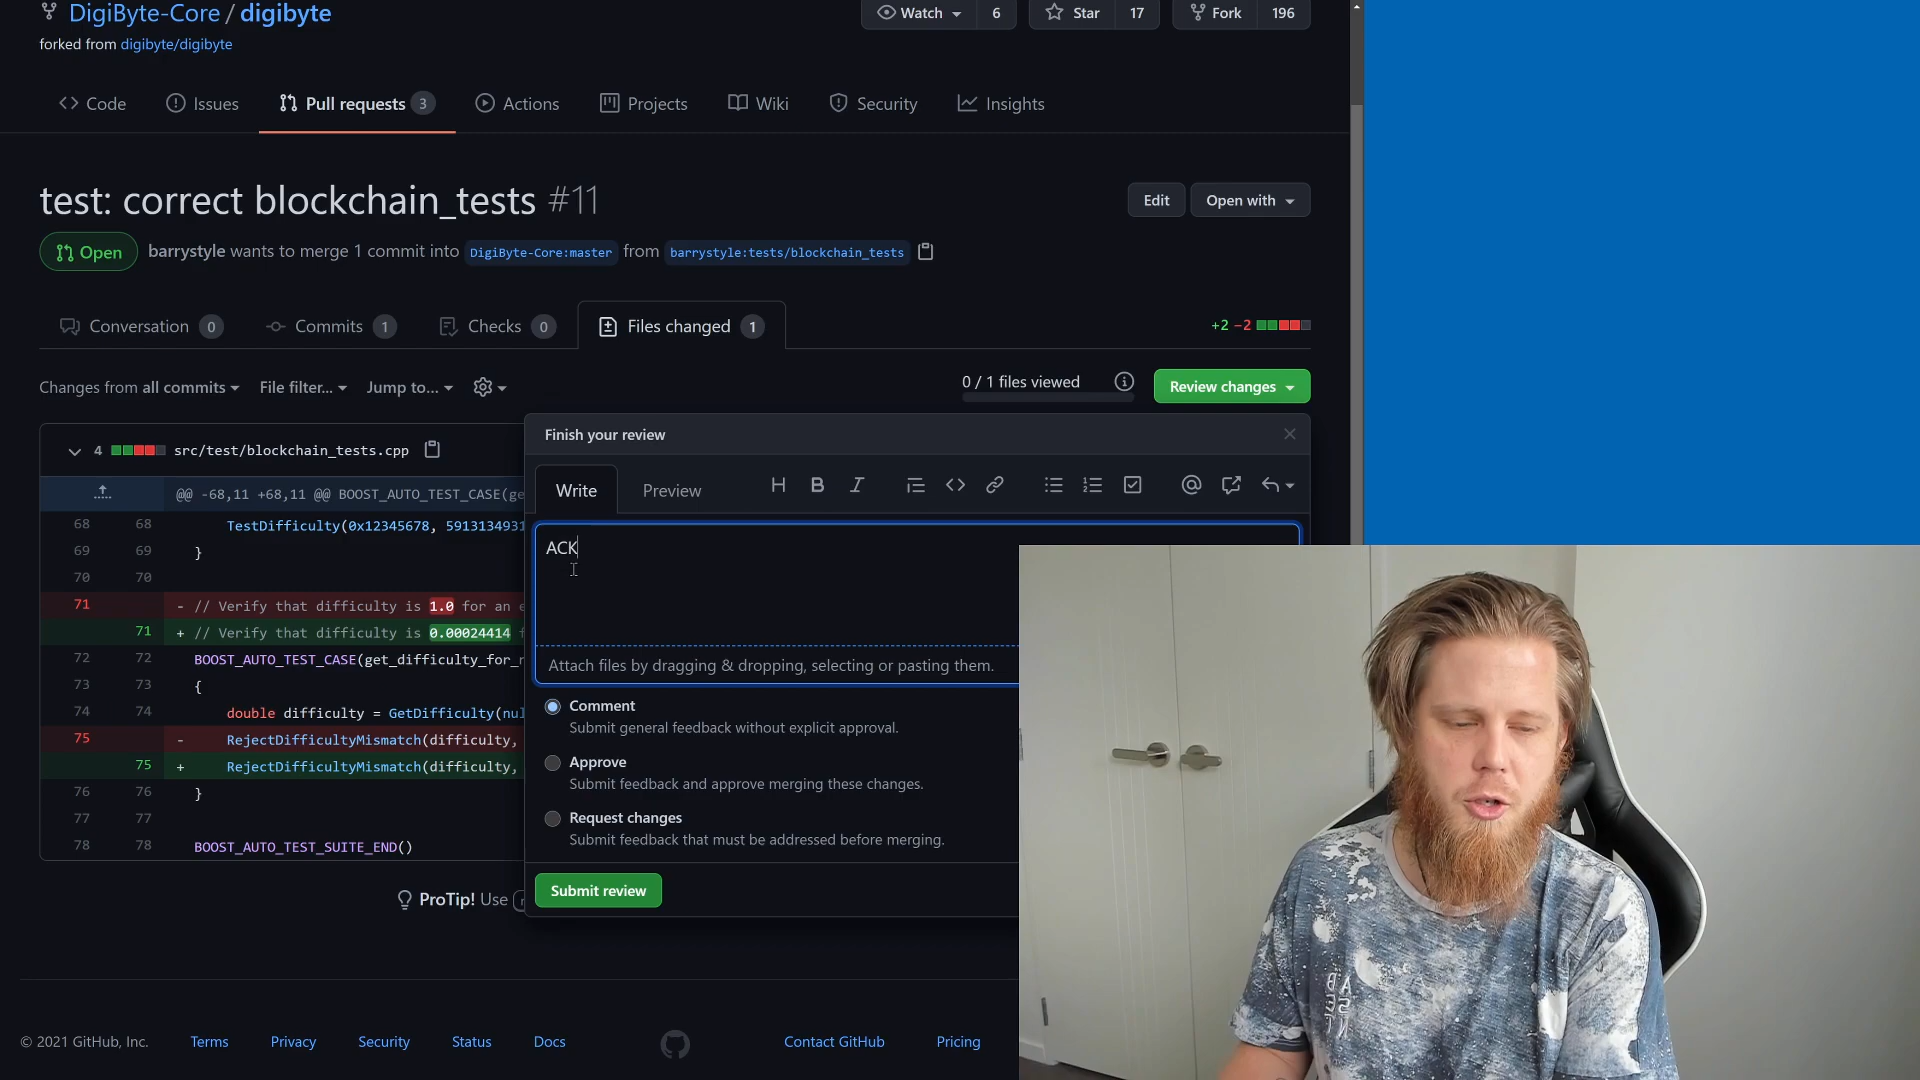 DigiByte-Core / digibyte
Watch 6 Star 17 Fork 196
forked from digibyte/digibyte
Code Issues Pull requests 3 Actions Projects Wiki Security Insights
test: correct blockchain_tests #11
Edit Open with
Open barrystyle wants to merge 1 commit into DigiByte-Core:master from barrystyle:tests/blockchain_tests
Conversation 0 Commits 1 Checks 0 Files changed 1 +2 −2
Changes from all commits File filter... Jump to... 0 / 1 files viewed Review changes
Finish your review
4 src/test/blockchain_tests.cpp
Write Preview
@@ -68,11 +68,11 @@ BOOST_AUTO_TEST_CASE(ge
68 68 TestDifficulty(0x12345678, 5913134931
69 69 }
70 70
71 - // Verify that difficulty is 1.0 for an e
71 + // Verify that difficulty is 0.00024414 f
72 72 BOOST_AUTO_TEST_CASE(get_difficulty_for_n
73 73 {
74 74 double difficulty = GetDifficulty(nul
75 - RejectDifficultyMismatch(difficulty,
75 + RejectDifficultyMismatch(difficulty,
76 76 }
77 77
78 78 BOOST_AUTO_TEST_SUITE_END()
ACK
Attach files by dragging & dropping, selecting or pasting them.
Comment
Submit general feedback without explicit approval.
Approve
Submit feedback and approve merging these changes.
Request changes
Submit feedback that must be addressed before merging.
Submit review
ProTip! Use
© 2021 GitHub, Inc. Terms Privacy Security Status Docs Contact GitHub Pricing